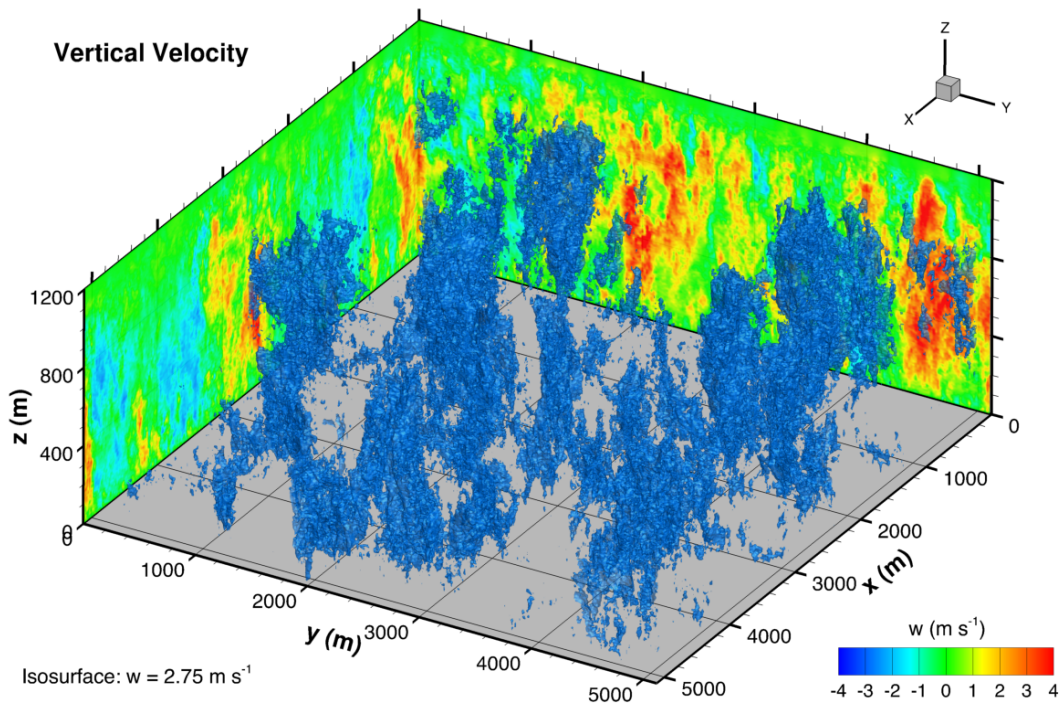 Vertical Velocity
Z
X
Y
1200
800
400
0
0
z (m)
1000
2000
3000
4000
5000
y (m)
0
1000
2000
3000
4000
5000
x (m)
w (m s⁻¹)
-4 -3 -2 -1 0 1 2 3 4
Isosurface: w = 2.75 m s⁻¹